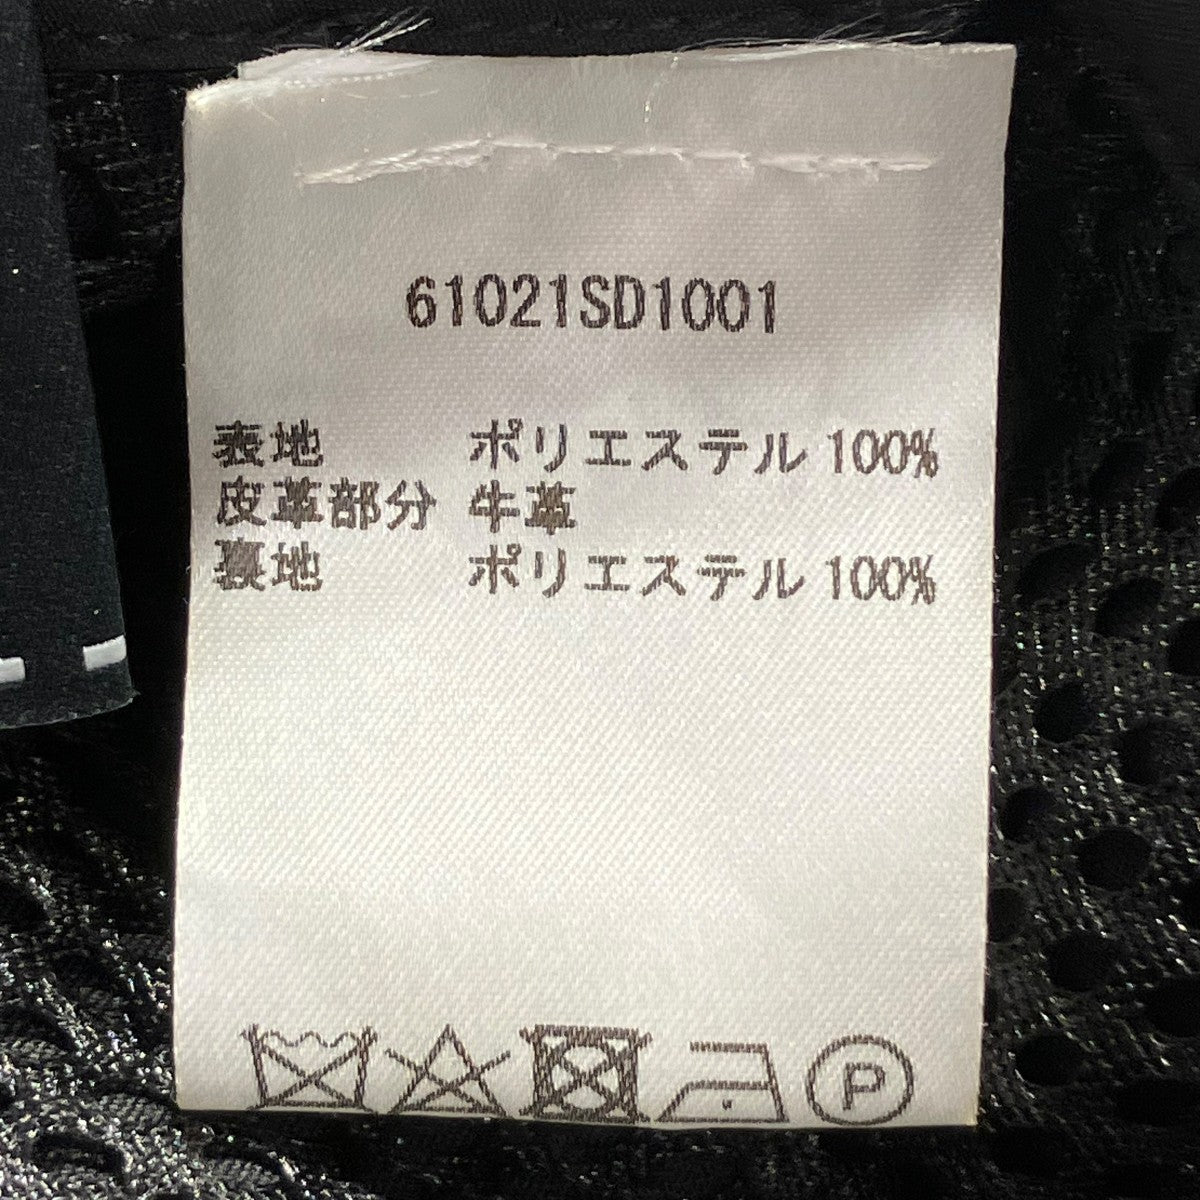 61021SD1001
表地 ポリエステル 100%
皮革部分 牛革
裏地 ポリエステル 100%
P